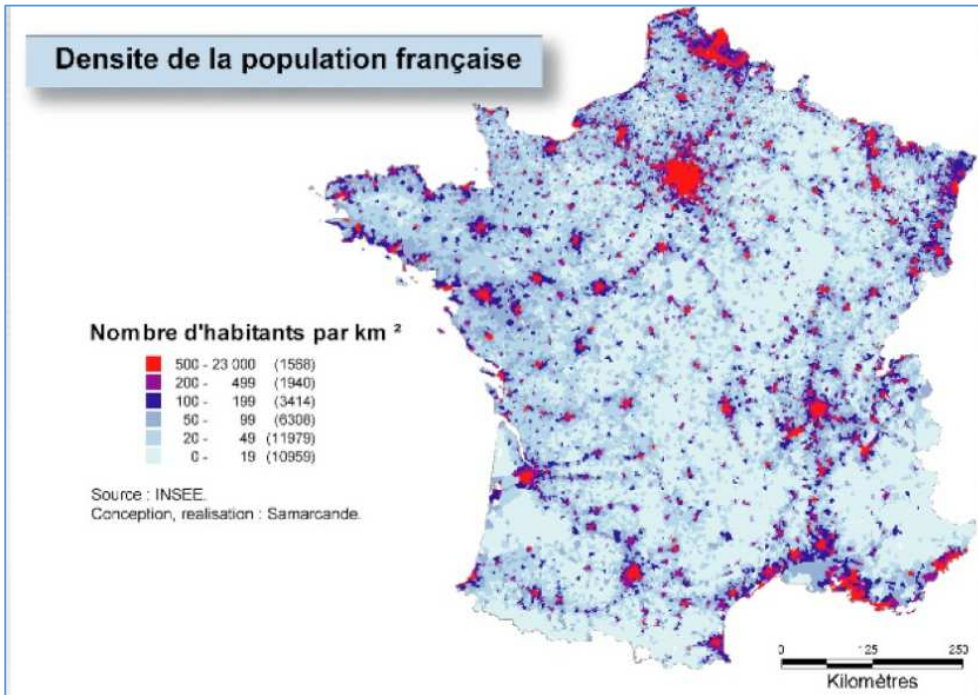 Densite de la population française
Nombre d'habitants par km ²
500 - 23 000 (1568)
200 - 499 (1940)
100 - 199 (3414)
50 - 99 (6308)
20 - 49 (11979)
0 - 19 (10959)
Source : INSEE.
Conception, realisation : Samarcande.
0 125 250
Kilomètres